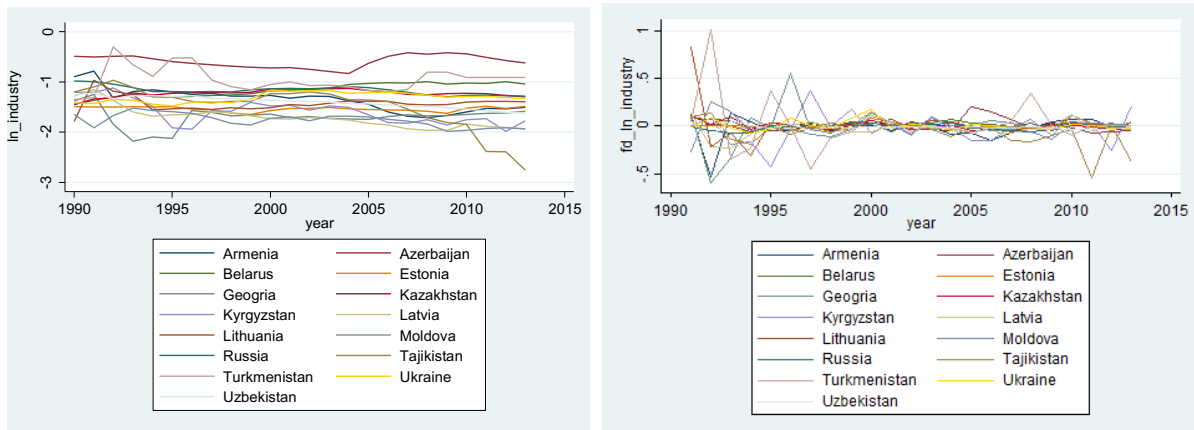 0
-1
-2
-3
ln_industry
1990 1995 2000 2005 2010 2015
year
Armenia Azerbaijan
Belarus Estonia
Geogria Kazakhstan
Kyrgyzstan Latvia
Lithuania Moldova
Russia Tajikistan
Turkmenistan Ukraine
Uzbekistan
1
.5
0
-.5
fd_ln_industry
1990 1995 2000 2005 2010 2015
year
Armenia Azerbaijan
Belarus Estonia
Geogria Kazakhstan
Kyrgyzstan Latvia
Lithuania Moldova
Russia Tajikistan
Turkmenistan Ukraine
Uzbekistan